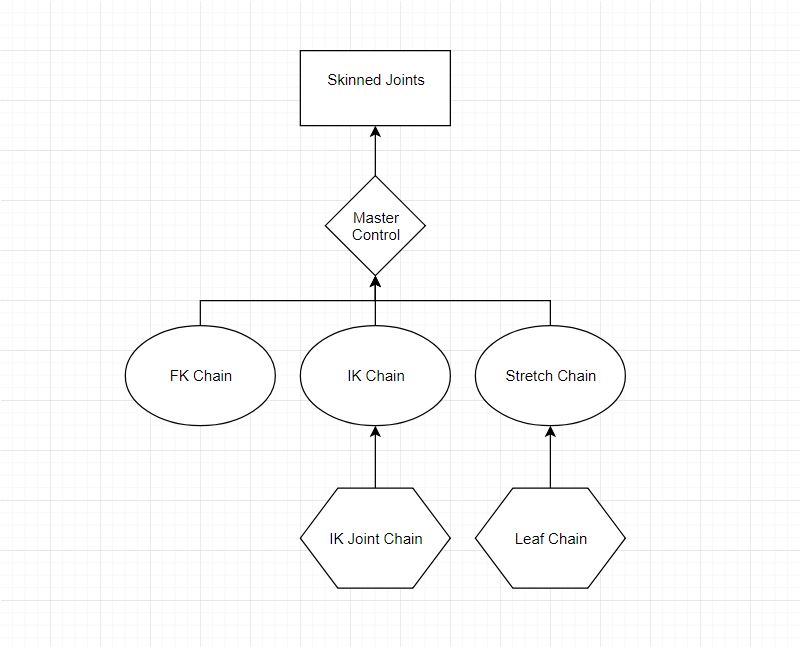 Skinned Joints
Master
Control
FK Chain
IK Chain
Stretch Chain
IK Joint Chain
Leaf Chain